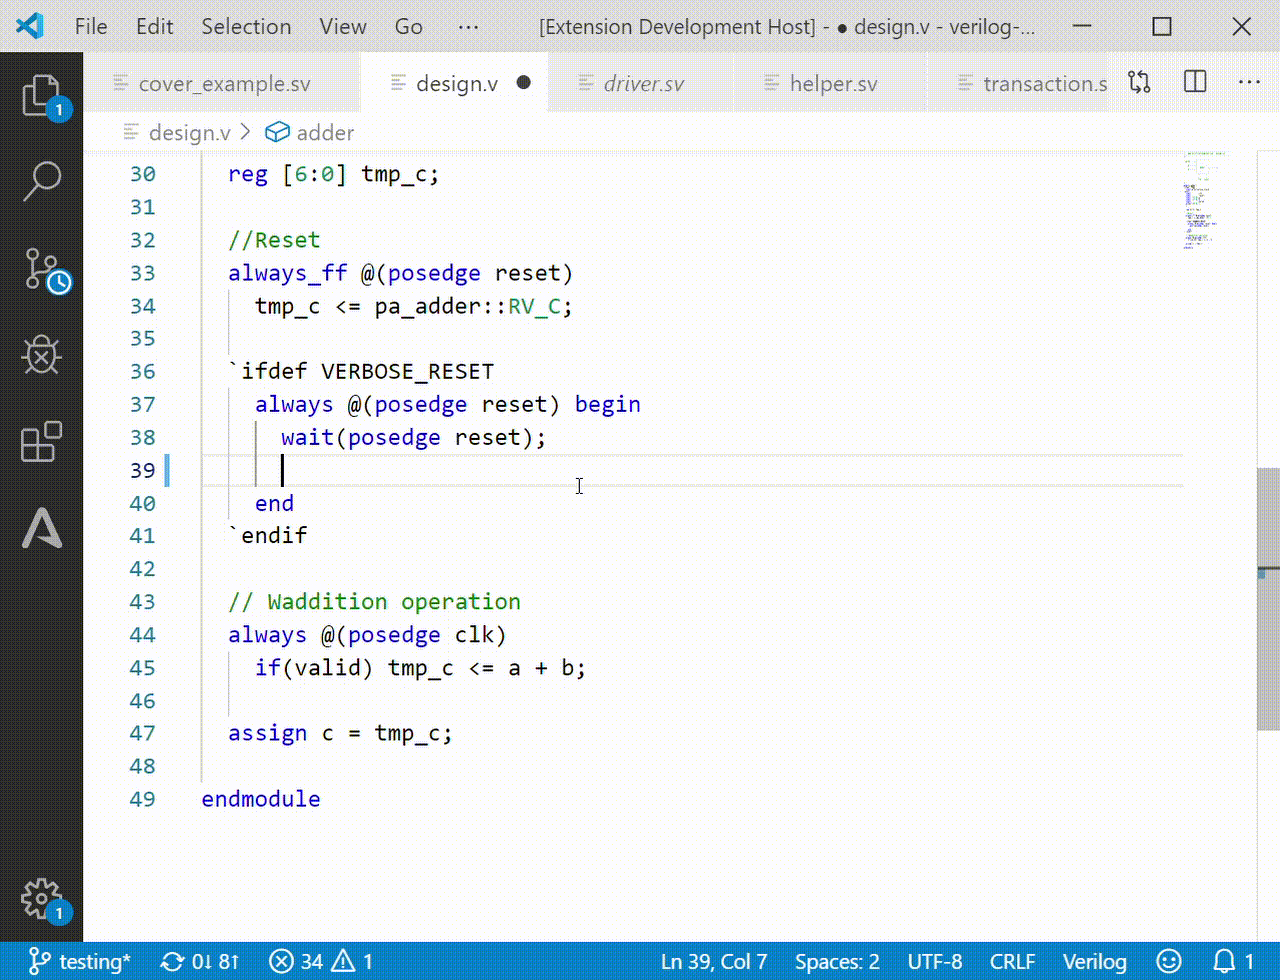 File Edit Selection View Go ··· [Extension Development Host] - ● design.v - verilog-...
cover_example.sv design.v ● driver.sv helper.sv transaction.s ···
design.v > adder
1
30 reg [6:0] tmp_c;
31
32 //Reset
33 always_ff @(posedge reset)
34 tmp_c <= pa_adder::RV_C;
35
36 `ifdef VERBOSE_RESET
37 always @(posedge reset) begin
38 wait(posedge reset);
39
40 end
41 `endif
42
43 // Waddition operation
44 always @(posedge clk)
45 if(valid) tmp_c <= a + b;
46
47 assign c = tmp_c;
48
49 endmodule
1
testing* 0↓ 8↑ 34 1 Ln 39, Col 7 Spaces: 2 UTF-8 CRLF Verilog 1